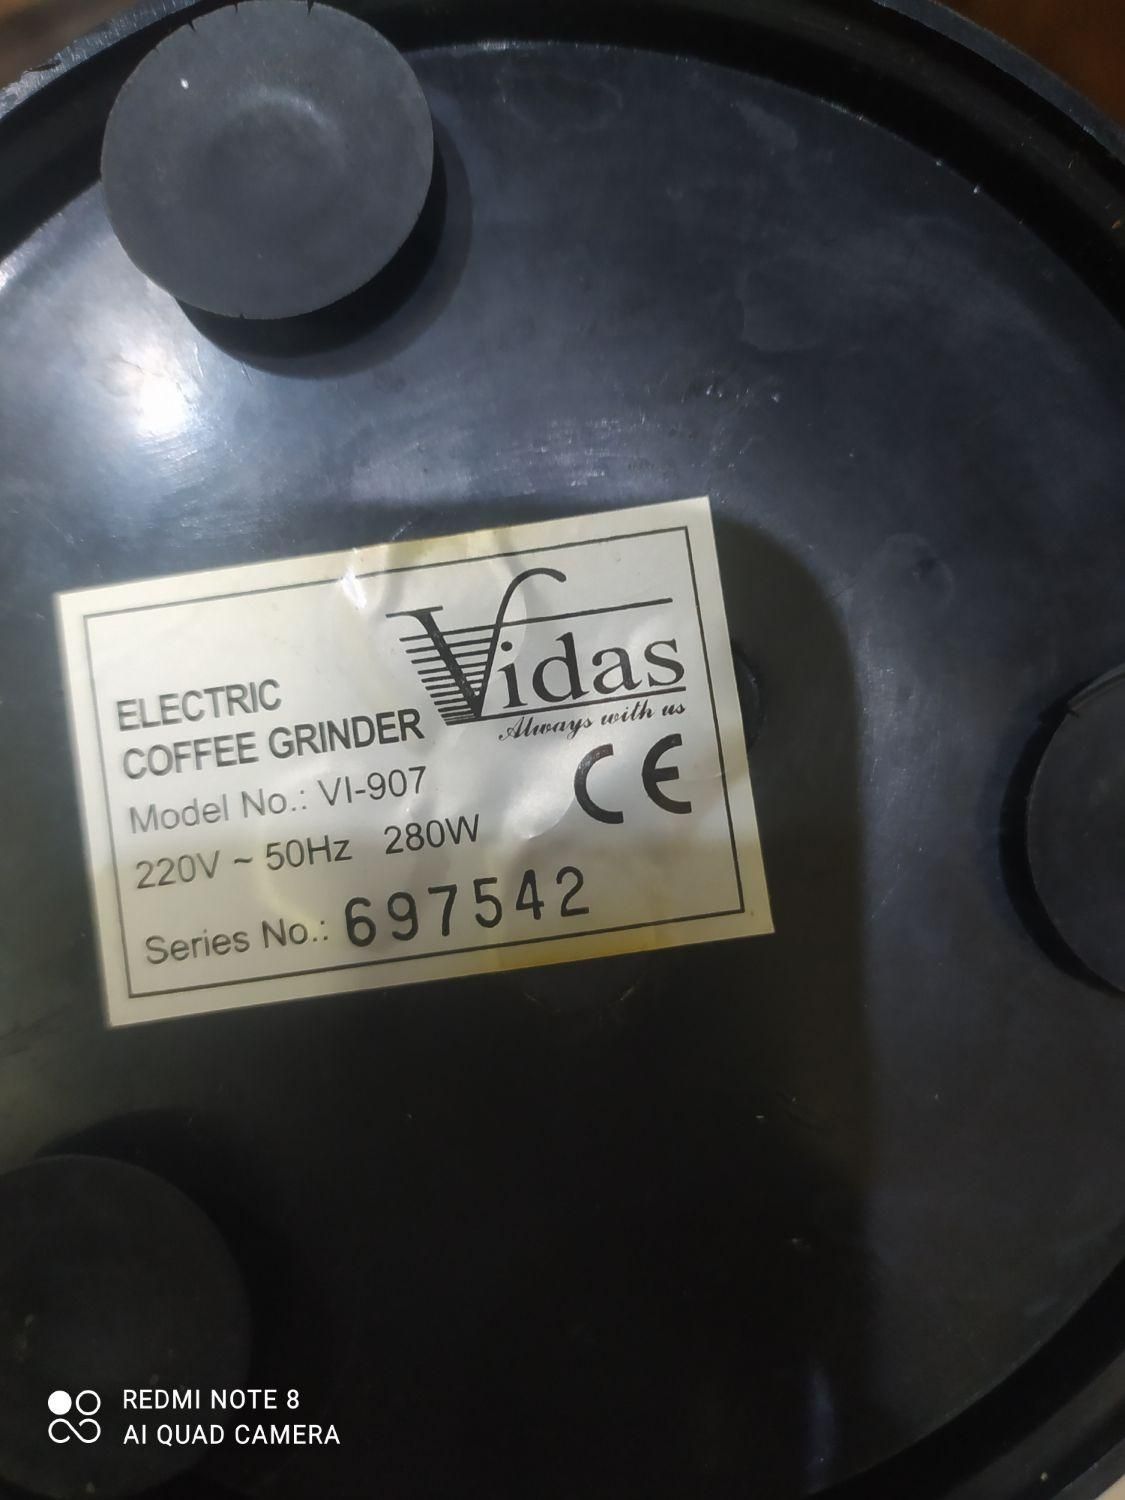 Vidas
Always with us
ELECTRIC
COFFEE GRINDER
CE
Model No.: VI-907
220V ~ 50Hz 280W
Series No.: 697542
REDMI NOTE 8
AI QUAD CAMERA